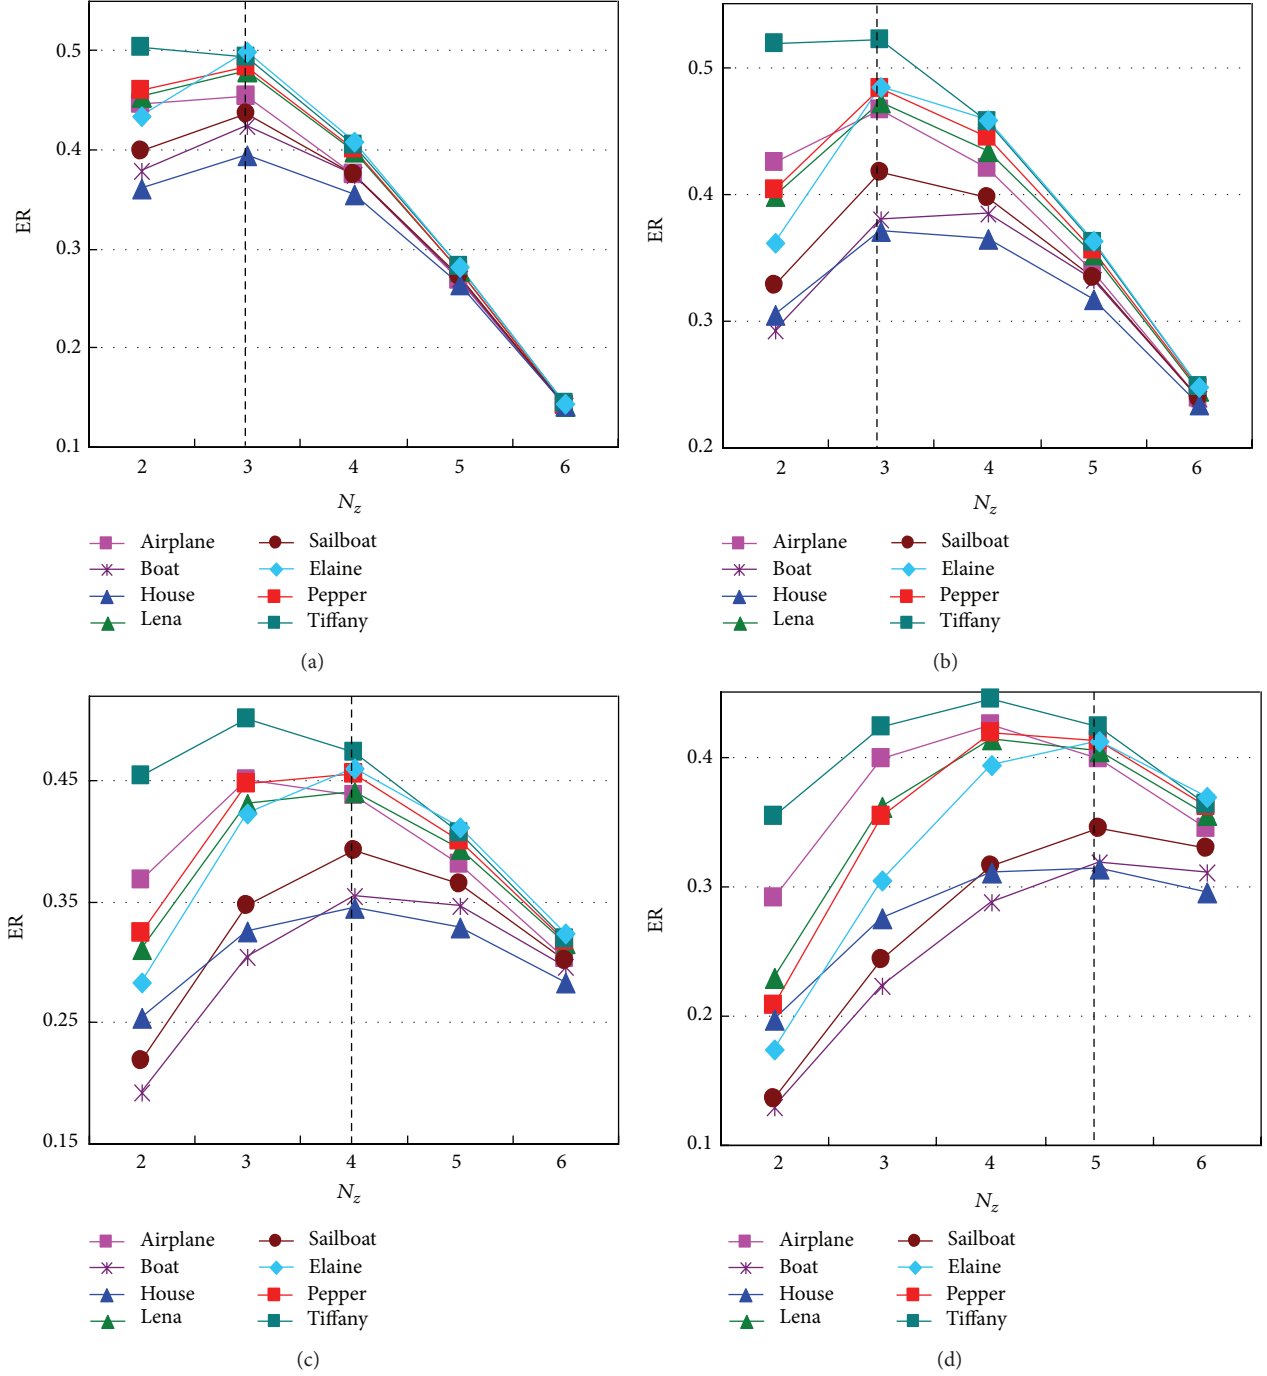 0.5
0.4
0.3
0.2
0.1
ER
2 3 4 5 6
N_z
Airplane Sailboat
Boat Elaine
House Pepper
Lena Tiffany
(a)
0.5
0.4
0.3
0.2
ER
2 3 4 5 6
N_z
Airplane Sailboat
Boat Elaine
House Pepper
Lena Tiffany
(b)
0.45
0.35
0.25
0.15
ER
2 3 4 5 6
N_z
Airplane Sailboat
Boat Elaine
House Pepper
Lena Tiffany
(c)
0.4
0.3
0.2
0.1
ER
2 3 4 5 6
N_z
Airplane Sailboat
Boat Elaine
House Pepper
Lena Tiffany
(d)